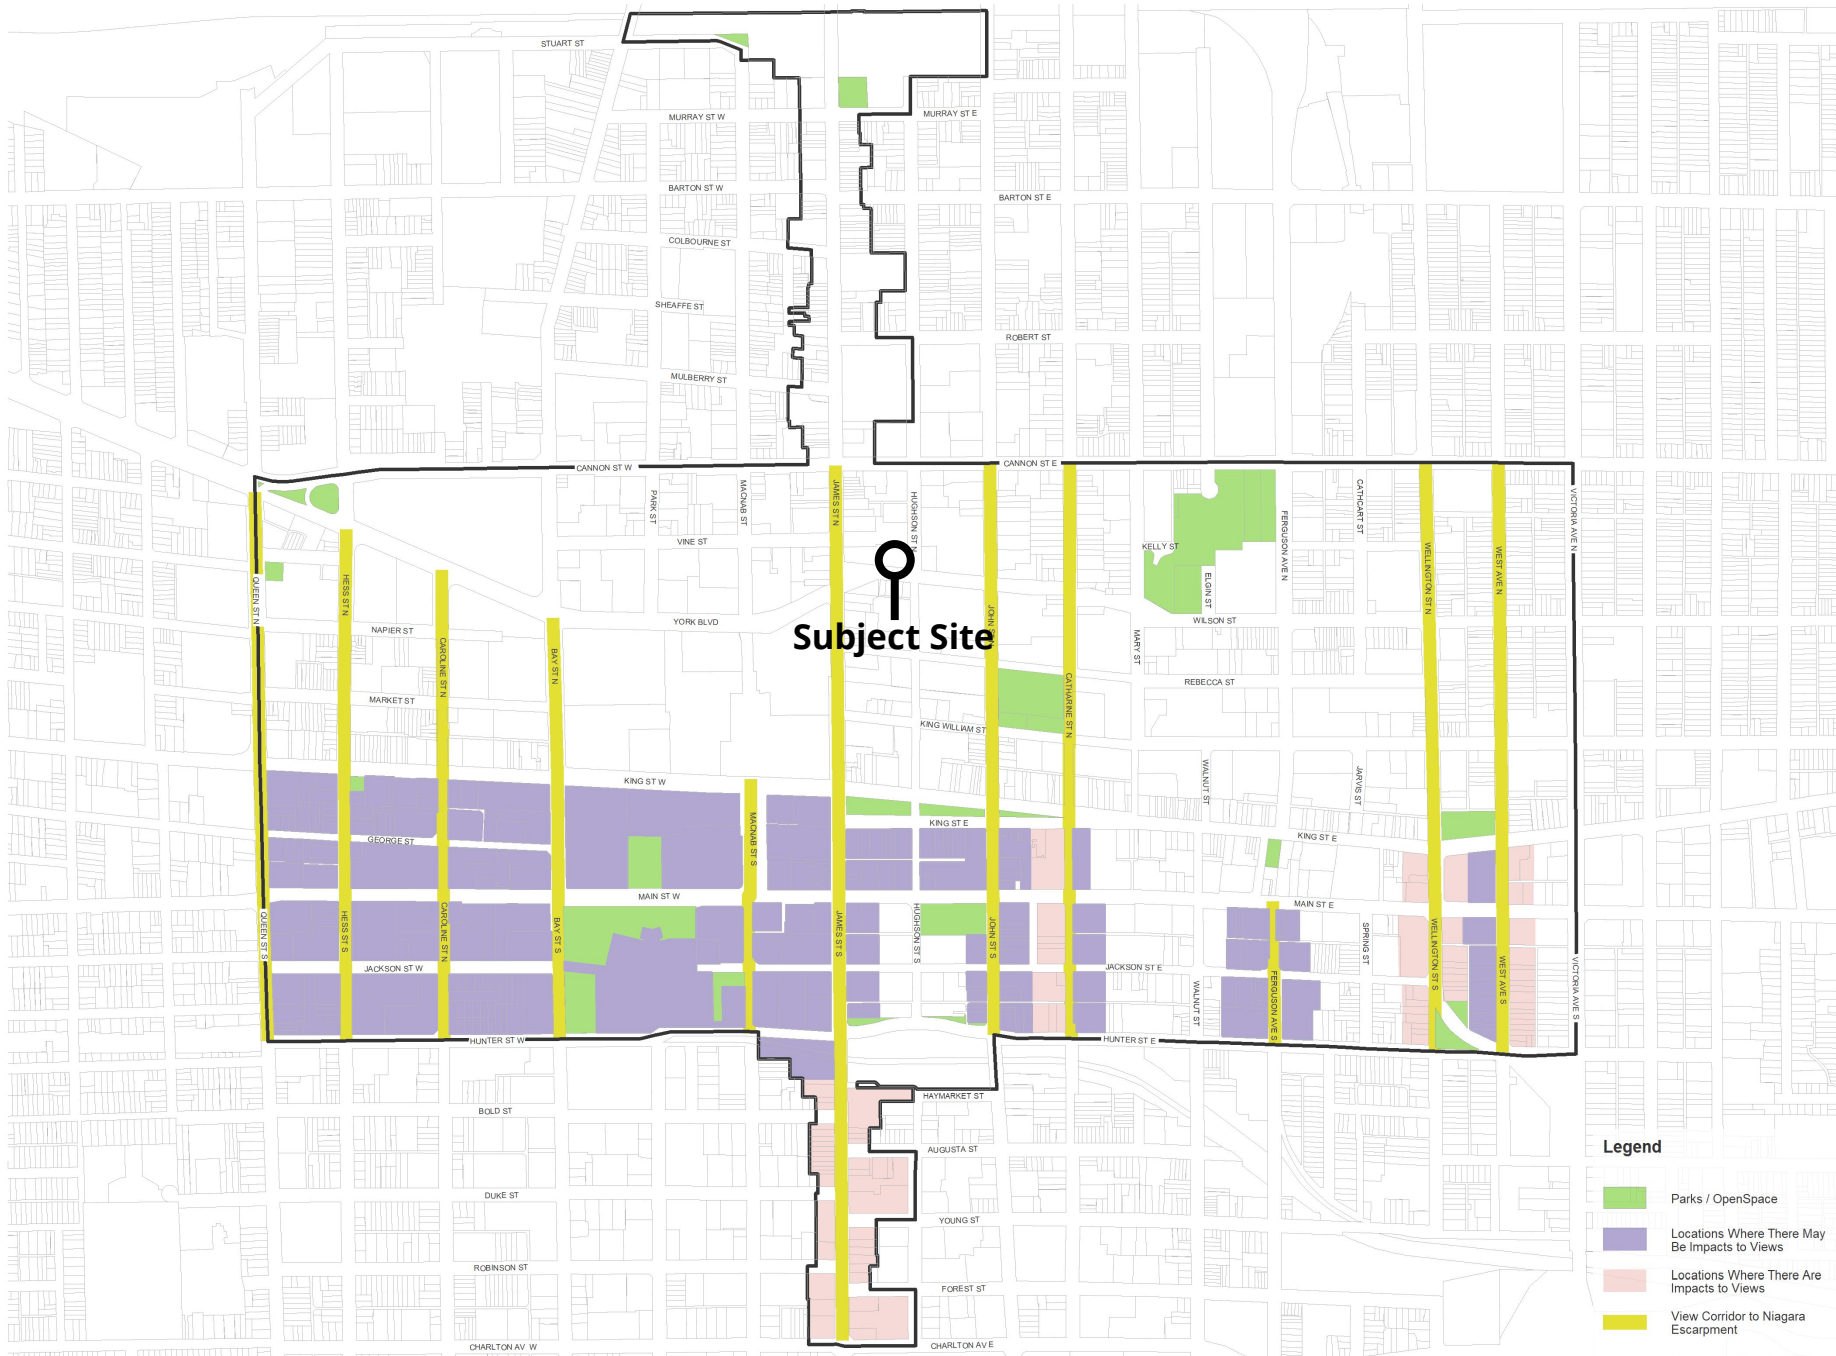 STUART ST
MURRAY ST W
MURRAY ST E
BARTON ST W
BARTON ST E
COLBOURNE ST
SHEAFFE ST
ROBERT ST
MULBERRY ST
CANNON ST W
CANNON ST E
PARK ST
MACNAB ST
JAMES ST N
HUGHSON ST N
CATHCART ST
VICTORIA AVE N
VINE ST
KELLY ST
FERGUSON AVE N
WELLINGTON ST N
WEST AVE N
QUEEN ST N
HESS ST N
ELGIN ST
JOHN ST
NAPIER ST
YORK BLVD
WILSON ST
Subject Site
CAROLINE ST N
BAY ST N
MARY ST
MARKET ST
REBECCA ST
CATHARINE ST N
KING WILLIAM ST
KING ST W
WALNUT ST
JARVIS ST
KING ST E
KING ST E
GEORGE ST
MACNAB ST S
MAIN ST W
MAIN ST E
QUEEN ST S
HESS ST S
CAROLINE ST N
BAY ST S
JAMES ST S
HUGHSON ST S
JOHN ST S
SPRING ST
WELLINGTON ST S
JACKSON ST W
JACKSON ST E
WALNUT ST
FERGUSON AVE S
WEST AVE S
VICTORIA AVE S
HUNTER ST W
HUNTER ST E
HAYMARKET ST
BOLD ST
AUGUSTA ST
DUKE ST
YOUNG ST
ROBINSON ST
FOREST ST
CHARLTON AV W
CHARLTON AV E
Legend
Parks / OpenSpace
Locations Where There May
Be Impacts to Views
Locations Where There Are
Impacts to Views
View Corridor to Niagara
Escarpment